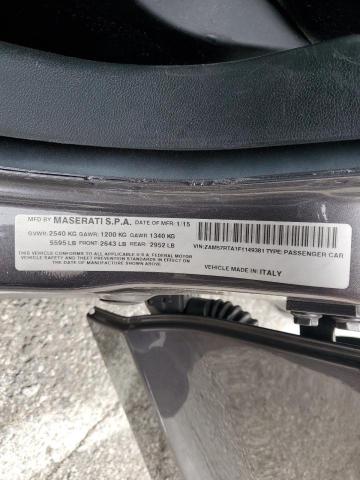 MFD BY MASERATI S.P.A. DATE OF MFR: 1/15
GVWR: 2540 KG GAWR: 1200 KG GAWR: 1340 KG
5595 LB FRONT: 2643 LB REAR: 2952 LB
THIS VEHICLE CONFORMS TO ALL APPLICABLE U.S.A. FEDERAL MOTOR
VEHICLE SAFETY AND THEFT PREVENTION STANDARDS IN EFFECT ON
THE DATE OF MANUFACTURE SHOWN ABOVE.
VIN: ZAM57RTA1F1149381 TYPE: PASSENGER CAR
VEHICLE MADE IN: ITALY